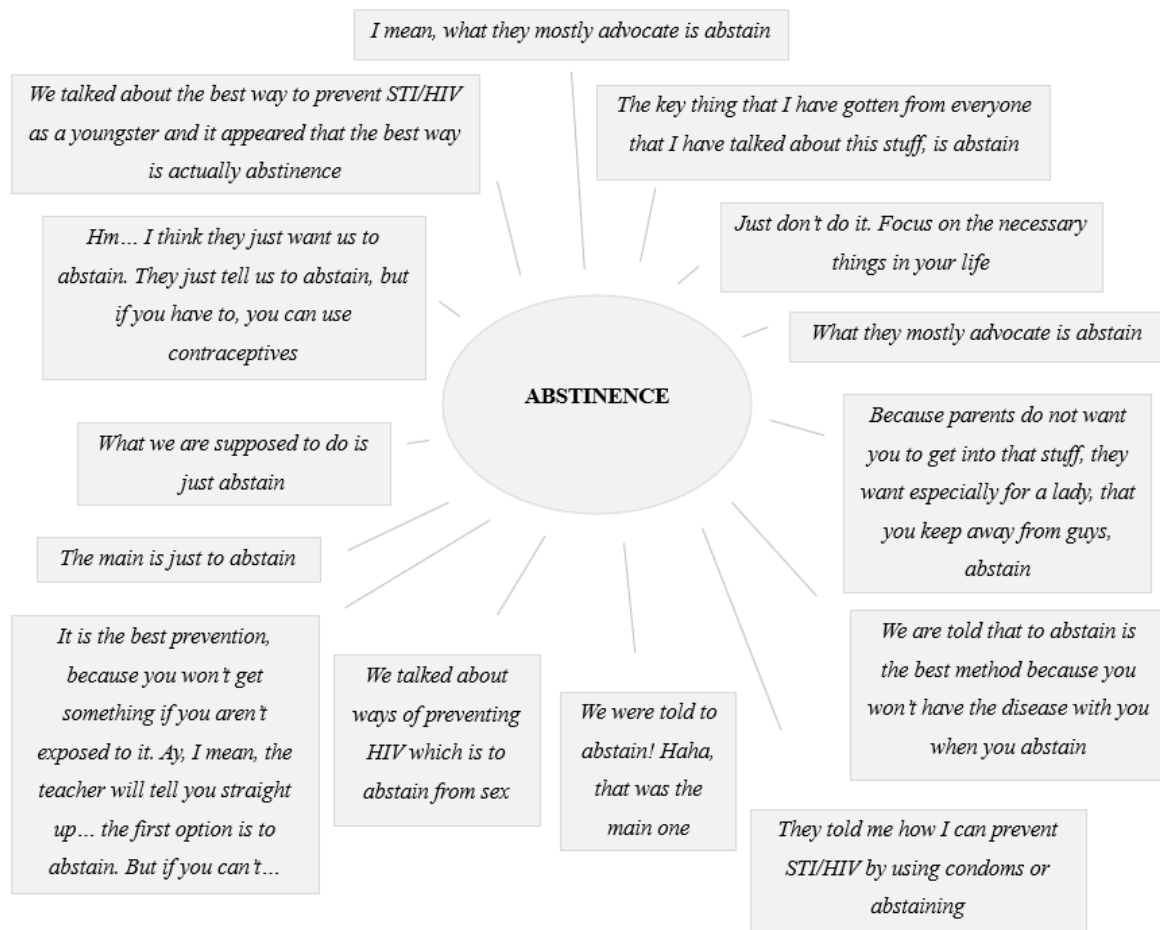 I mean, what they mostly advocate is abstain
We talked about the best way to prevent STI/HIV
as a youngster and it appeared that the best way
is actually abstinence
The key thing that I have gotten from everyone
that I have talked about this stuff, is abstain
Hm… I think they just want us to
abstain. They just tell us to abstain, but
if you have to, you can use
contraceptives
Just don't do it. Focus on the necessary
things in your life
What they mostly advocate is abstain
ABSTINENCE
What we are supposed to do is
just abstain
Because parents do not want
you to get into that stuff, they
want especially for a lady, that
you keep away from guys,
abstain
The main is just to abstain
It is the best prevention,
because you won't get
something if you aren't
exposed to it. Ay, I mean, the
teacher will tell you straight
up… the first option is to
abstain. But if you can't…
We talked about
ways of preventing
HIV which is to
abstain from sex
We were told to
abstain! Haha,
that was the
main one
We are told that to abstain is
the best method because you
won't have the disease with you
when you abstain
They told me how I can prevent
STI/HIV by using condoms or
abstaining